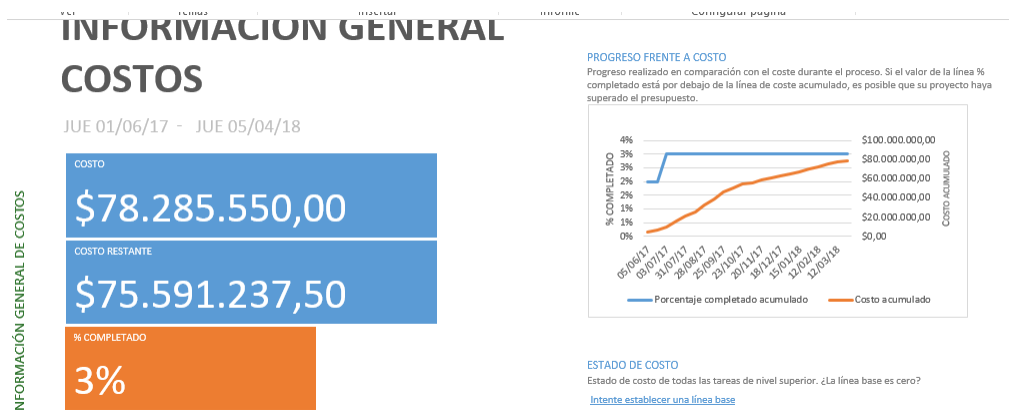 Ver Temas Insertar Informe Configurar página
INFORMACIÓN GENERAL
COSTOS
JUE 01/06/17 - JUE 05/04/18
COSTO
$78.285.550,00
COSTO RESTANTE
$75.591.237,50
% COMPLETADO
3%
NFORMACIÓN GENERAL DE COSTOS
PROGRESO FRENTE A COSTO
Progreso realizado en comparación con el coste durante el proceso. Si el valor de la línea %
completado está por debajo de la línea de coste acumulado, es posible que su proyecto haya
superado el presupuesto.
4%
3%
3%
2%
2%
1%
1%
0%
% COMPLETADO
$100.000.000,00
$80.000.000,00
$60.000.000,00
$40.000.000,00
$20.000.000,00
$0,00
COSTO ACUMULADO
05/06/17
03/07/17
31/07/17
28/08/17
25/09/17
23/10/17
20/11/17
18/12/17
15/01/18
12/02/18
12/03/18
Porcentaje completado acumulado
Costo acumulado
ESTADO DE COSTO
Estado de costo de todas las tareas de nivel superior. ¿La línea base es cero?
Intente establecer una línea base